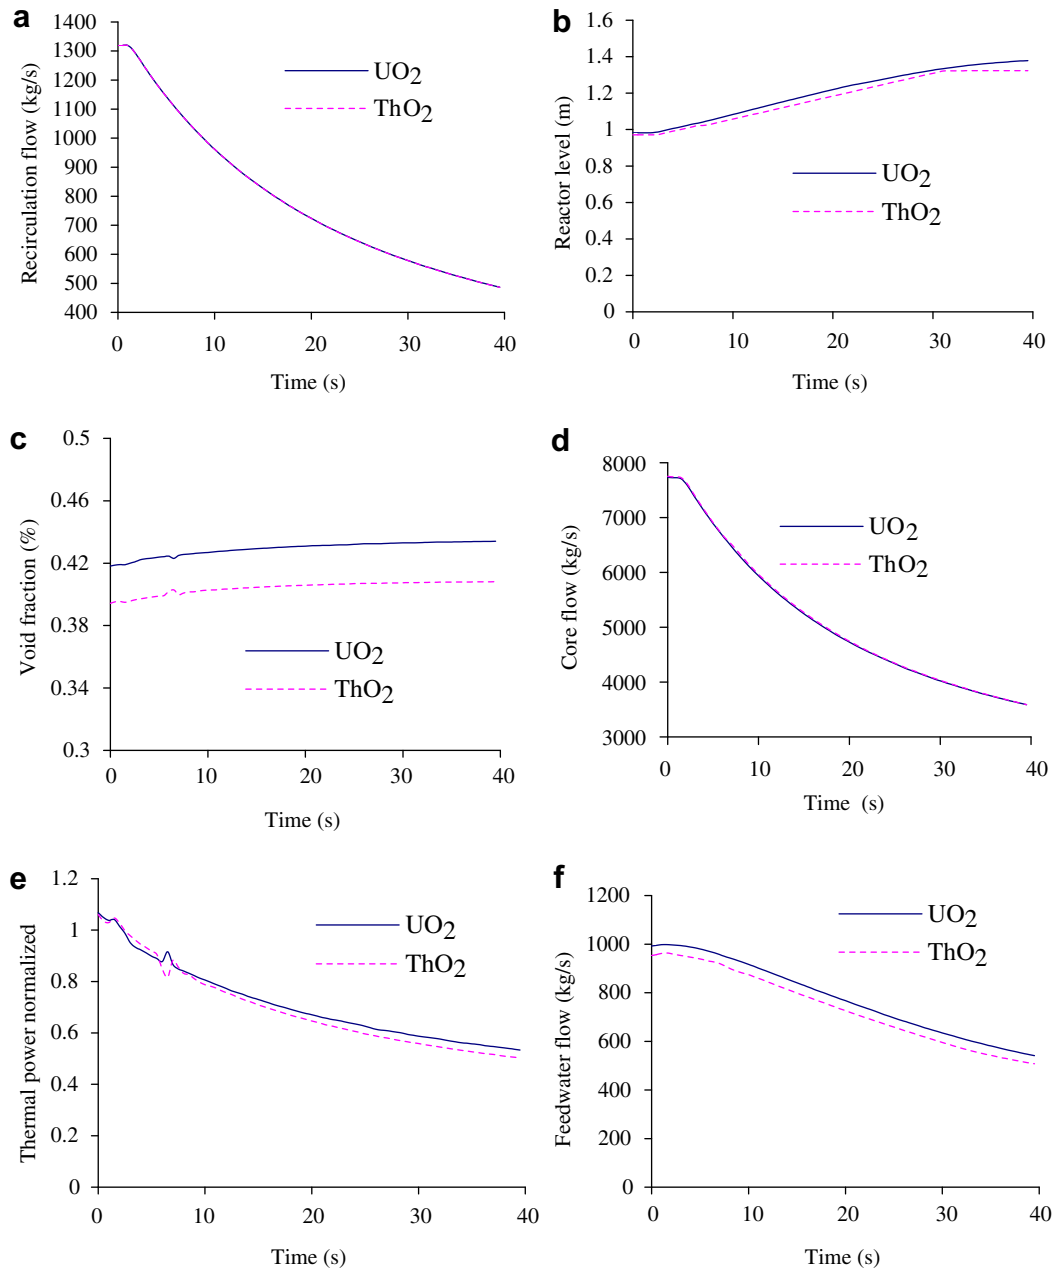 a
Recirculation flow (kg/s)
1400
1300
1200
1100
1000
900
800
700
600
500
400
0 10 20 30 40
Time (s)
UO2
ThO2
b
Reactor level (m)
1.6
1.4
1.2
1
0.8
0.6
0.4
0.2
0
0 10 20 30 40
Time (s)
UO2
ThO2
c
Void fraction (%)
0.5
0.46
0.42
0.38
0.34
0.3
0 10 20 30 40
Time (s)
UO2
ThO2
d
Core flow (kg/s)
8000
7000
6000
5000
4000
3000
0 10 20 30 40
Time (s)
UO2
ThO2
e
Thermal power normalized
1.2
1
0.8
0.6
0.4
0.2
0
0 10 20 30 40
Time (s)
UO2
ThO2
f
Feedwater flow (kg/s)
1200
1000
800
600
400
200
0
0 10 20 30 40
Time (s)
UO2
ThO2